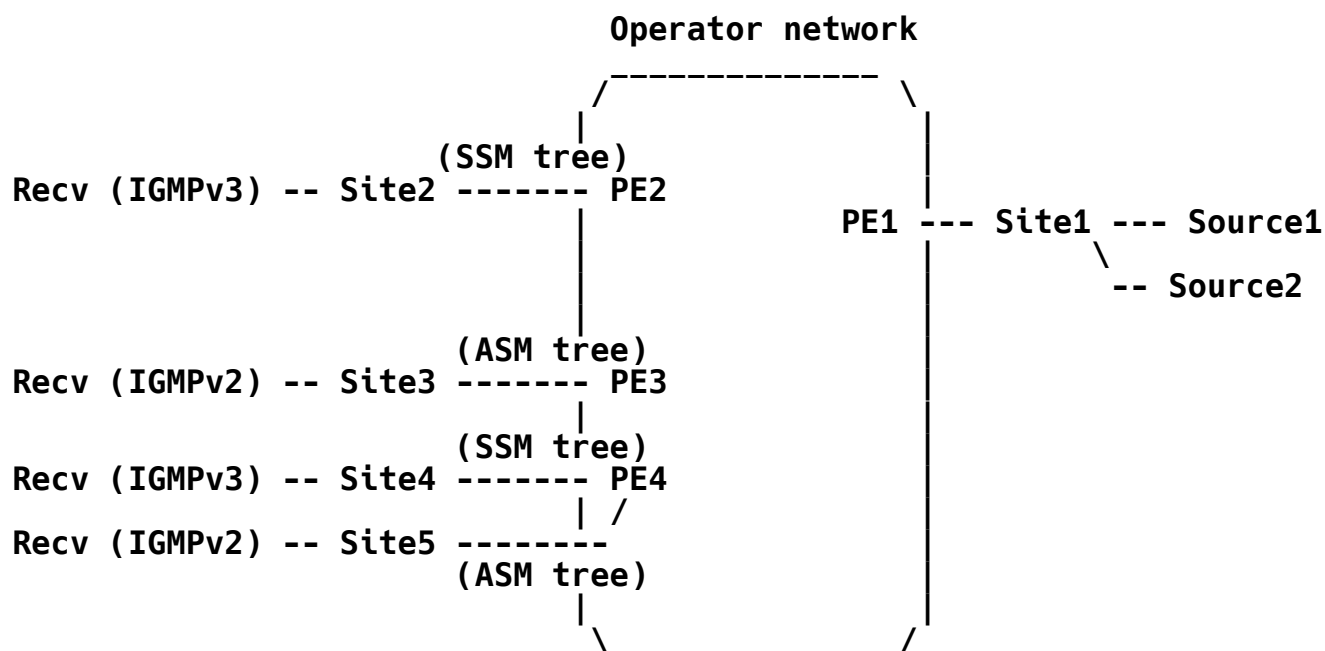 Operator network
______________
/ \
| |
(SSM tree) |
Recv (IGMPv3) -- Site2 ------- PE2 |
| PE1 --- Site1 --- Source1
| | \
| | -- Source2
| |
(ASM tree) |
Recv (IGMPv2) -- Site3 ------- PE3 |
| |
(SSM tree) |
Recv (IGMPv3) -- Site4 ------- PE4 |
| / |
Recv (IGMPv2) -- Site5 -------- |
(ASM tree) |
| |
\ /